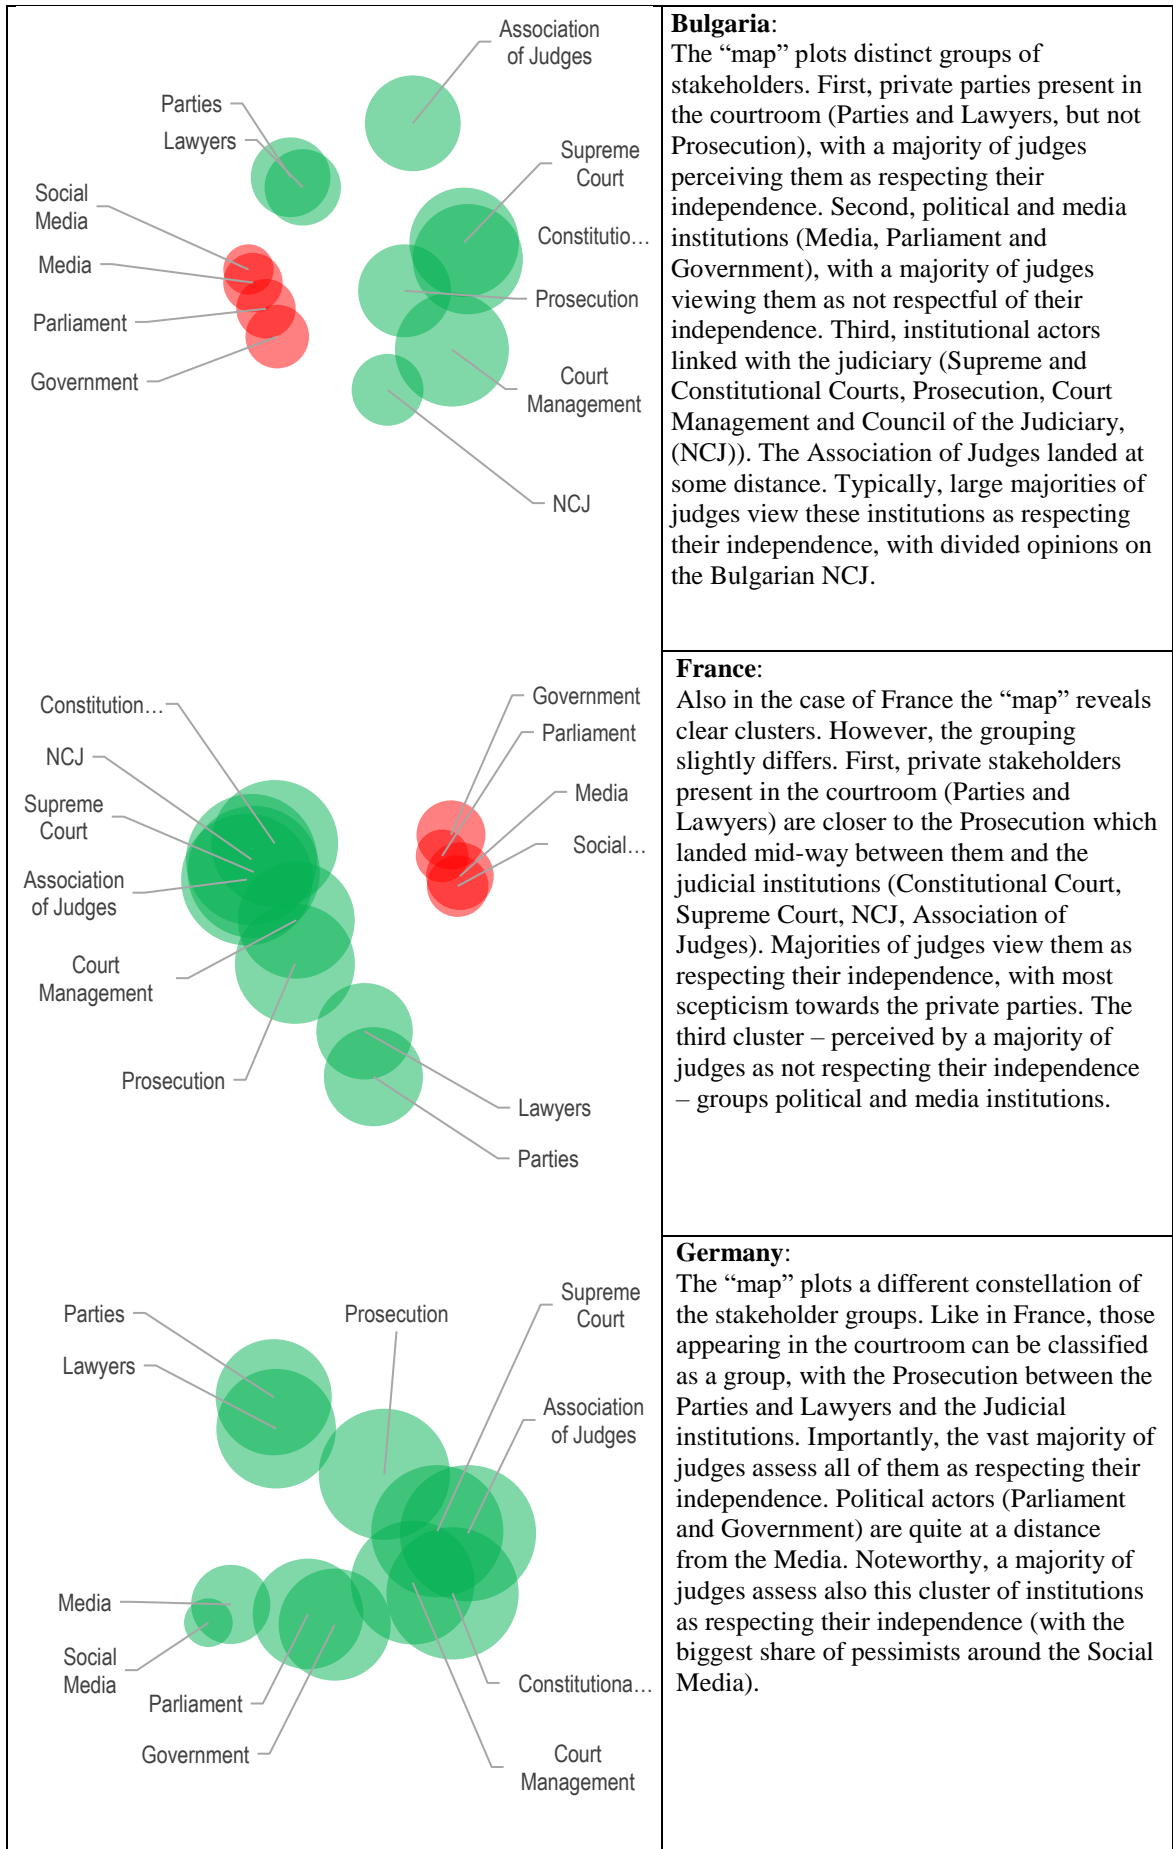 Association
of Judges
Parties
Lawyers
Supreme
Court
Social
Media
Constitutio…
Media
Prosecution
Parliament
Government
Court
Management
NCJ
Bulgaria:
The “map” plots distinct groups of
stakeholders. First, private parties present in
the courtroom (Parties and Lawyers, but not
Prosecution), with a majority of judges
perceiving them as respecting their
independence. Second, political and media
institutions (Media, Parliament and
Government), with a majority of judges
viewing them as not respectful of their
independence. Third, institutional actors
linked with the judiciary (Supreme and
Constitutional Courts, Prosecution, Court
Management and Council of the Judiciary,
(NCJ)). The Association of Judges landed at
some distance. Typically, large majorities of
judges view these institutions as respecting
their independence, with divided opinions on
the Bulgarian NCJ.
Government
Constitution…
Parliament
NCJ
Media
Supreme
Court
Social…
Association
of Judges
Court
Management
Prosecution
Lawyers
Parties
France:
Also in the case of France the “map” reveals
clear clusters. However, the grouping
slightly differs. First, private stakeholders
present in the courtroom (Parties and
Lawyers) are closer to the Prosecution which
landed mid-way between them and the
judicial institutions (Constitutional Court,
Supreme Court, NCJ, Association of
Judges). Majorities of judges view them as
respecting their independence, with most
scepticism towards the private parties. The
third cluster – perceived by a majority of
judges as not respecting their independence
– groups political and media institutions.
Supreme
Court
Parties
Prosecution
Lawyers
Association
of Judges
Media
Social
Media
Constitutiona…
Parliament
Government
Court
Management
Germany:
The “map” plots a different constellation of
the stakeholder groups. Like in France, those
appearing in the courtroom can be classified
as a group, with the Prosecution between the
Parties and Lawyers and the Judicial
institutions. Importantly, the vast majority of
judges assess all of them as respecting their
independence. Political actors (Parliament
and Government) are quite at a distance
from the Media. Noteworthy, a majority of
judges assess also this cluster of institutions
as respecting their independence (with the
biggest share of pessimists around the Social
Media).